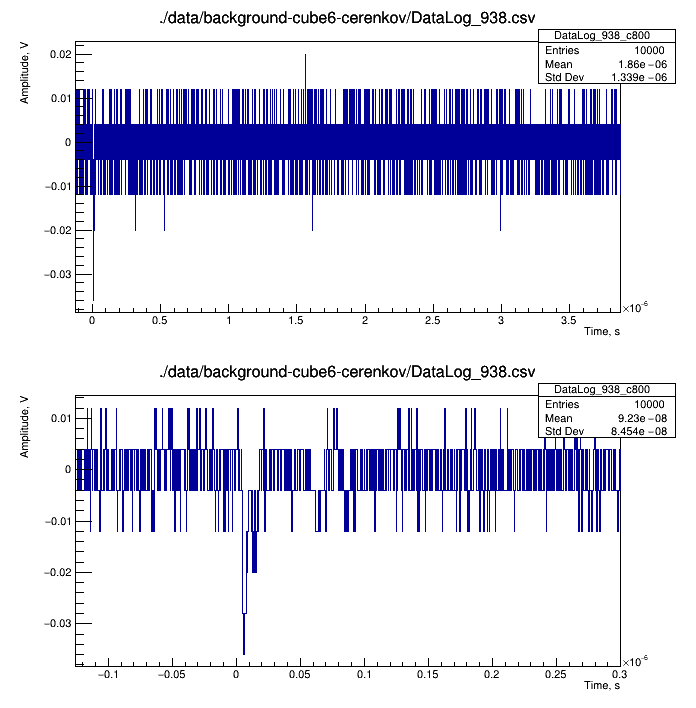 ./data/background-cube6-cerenkov/DataLog_938.csv
DataLog_938_c800
Entries 10000
Mean 1.86e−06
Std Dev 1.339e−06
Amplitude, V
0.02
0.01
0
−0.01
−0.02
−0.03
0 0.5 1 1.5 2 2.5 3 3.5
×10-6
Time, s
./data/background-cube6-cerenkov/DataLog_938.csv
DataLog_938_c800
Entries 10000
Mean 9.23e−08
Std Dev 8.454e−08
Amplitude, V
0.01
0
−0.01
−0.02
−0.03
−0.1 −0.05 0 0.05 0.1 0.15 0.2 0.25 0.3
×10-6
Time, s